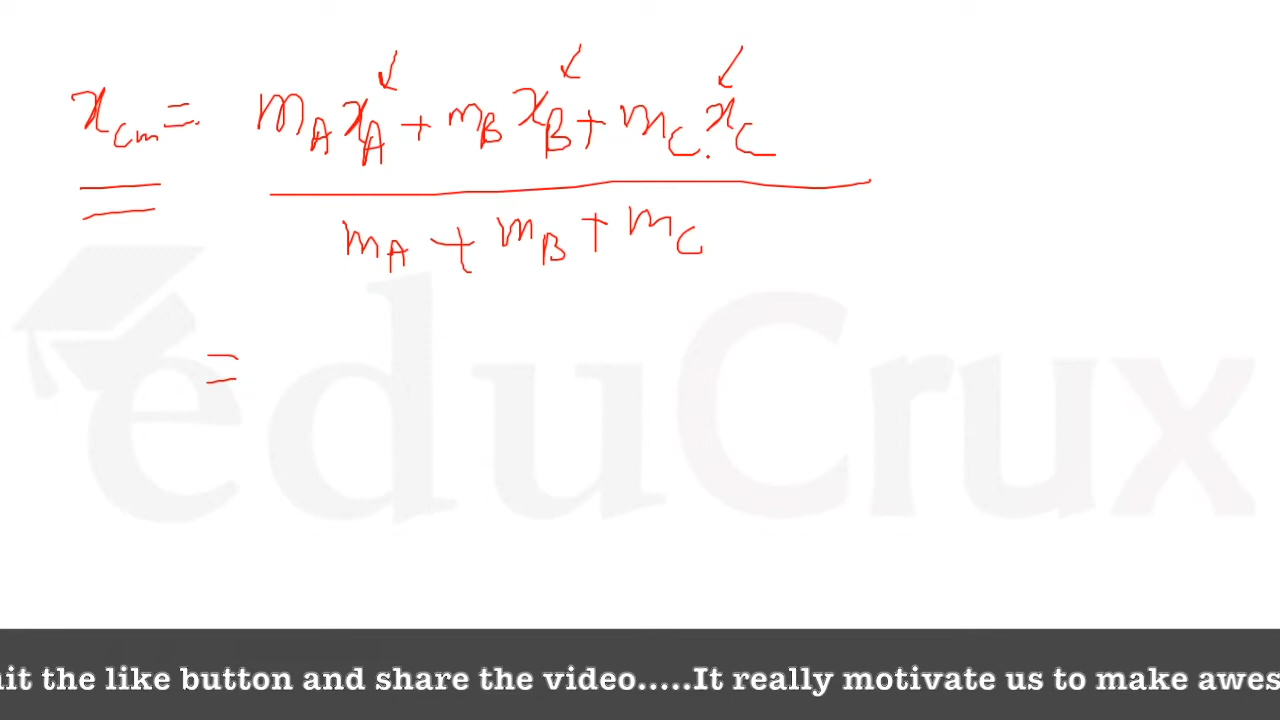 x_cm = m_A x_A + m_B x_B + m_C . x_C
m_A + m_B + m_C
=
eduCrux
hit the like button and share the video.....It really motivate us to make awes